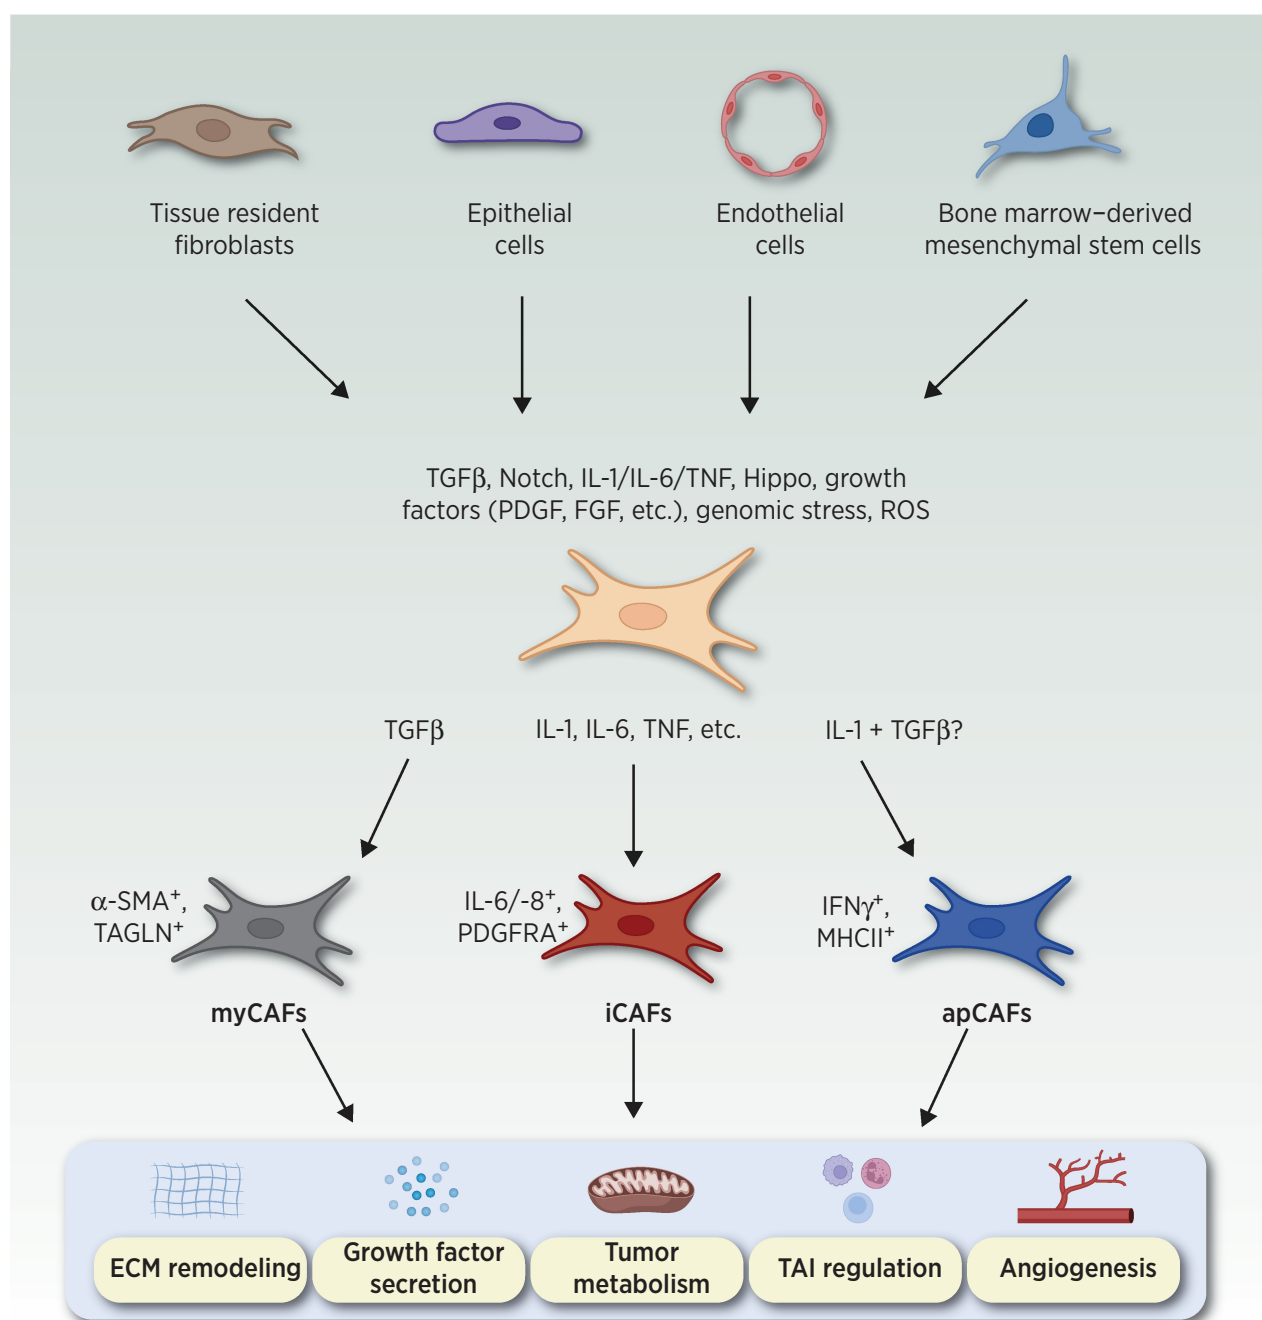 Tissue resident
fibroblasts
Epithelial
cells
Endothelial
cells
Bone marrow–derived
mesenchymal stem cells
TGFβ, Notch, IL-1/IL-6/TNF, Hippo, growth
factors (PDGF, FGF, etc.), genomic stress, ROS
TGFβ
IL-1, IL-6, TNF, etc.
IL-1 + TGFβ?
α-SMA⁺,
TAGLN⁺
IL-6/-8⁺,
PDGFRA⁺
IFNγ⁺,
MHCII⁺
myCAFs
iCAFs
apCAFs
ECM remodeling
Growth factor
secretion
Tumor
metabolism
TAI regulation
Angiogenesis